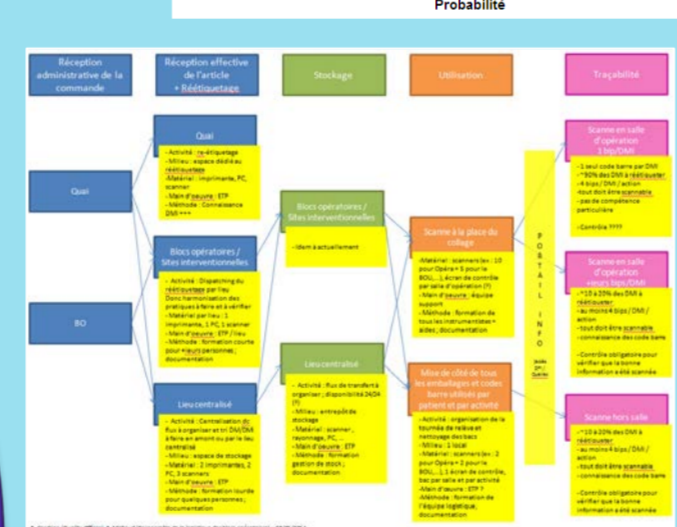 Probabilité
Réception
administrative de la
commande
Réception effective
de l'article
+ Réétiquetage
Stockage
Utilisation
Traçabilité
Quai
BO
Quai
- Activité : re-étiquetage
- Milieu : espace dédié au
réétiquetage
-Matériel : imprimante, PC,
scanner
- Main d'oeuvre : ETP
- Méthode : Connaissance
DMI +++
Blocs opératoires /
Sites interventionnels
- Activité : Dispatching du
réétiquetage par lieu
Donc harmonisation des
pratiques à faire et à vérifier
- Matériel par lieu : 1
imprimante, 1 PC, 1 scanner
- Main d'oeuvre : ETP / lieu
- Méthode : formation courte
pour +ieurs personnes ;
documentation
Lieu centralisé
- Activité : Centralisation dc
flux à organiser et tri DM/DMI
à faire en amont ou par le lieu
centralisé
- Milieu : espace de stockage
- Matériel : 2 imprimantes, 2
PC, 3 scanners
- Main d'oeuvre : ETP
- Méthode : formation lourde
pour quelques personnes ;
documentation
Blocs opératoires /
Sites interventionnels
- Idem à actuellement
Lieu centralisé
- Activité : flux de transfert à
organiser ; disponibilité 24/24
(?)
- Milieu : entrepôt de
stockage
- Matériel : scanner,
rayonnage, PC, ...
- Main d'oeuvre : ETP
- Méthode : formation
gestion de stock ;
documentation
Scanne à la place du
collage
-Matériel : scanners (ex : 10
pour Opéra + 5 pour le
BOU,...), écran de contrôle
par salle d'opération (?)
- Main d'oeuvre : équipe
support
- Méthode : formation de
tous les instrumentistes +
aides ; documentation
Mise de côté de tous
les emballages et codes
barre utilisés par
patient et par activité
- Activité : organisation de la
tournée de relève et
nettoyage des bacs
- Milieu : 1 local
- Matériel : scanners (ex : 2
pour Opéra + 2 pour le
BOU,...), 1 écran de contrôle,
bac par salle et par activité
-Main d'oeuvre : ETP ?
-Méthode : formation de
l'équipe logistique,
documentation
PORTAIL INFO
Scanne en salle
d'opération
1 bip/DMI
- 1 seul code barre par DMI
- ~90% des DMI à réétiqueter
- 4 bips / DMI / action
-tout doit être scannable
- pas de compétence
particulière
- Contrôle ????
Scanne en salle
d'opération
+ieurs bips/DMI
- ~10 à 20% des DMI à
réétiqueter
- au moins 4 bips / DMI /
action
- tout doit être scannable
- connaissance des code barre
- Contrôle obligatoire pour
vérifier que la bonne
information a été scannée
Scanne hors salle
- ~10 à 20% des DMI à
réétiqueter
- au moins 4 bips / DMI /
action
- tout doit être scannable
- connaissance des code barre
- Contrôle obligatoire pour
vérifier que la bonne
information a été scannée